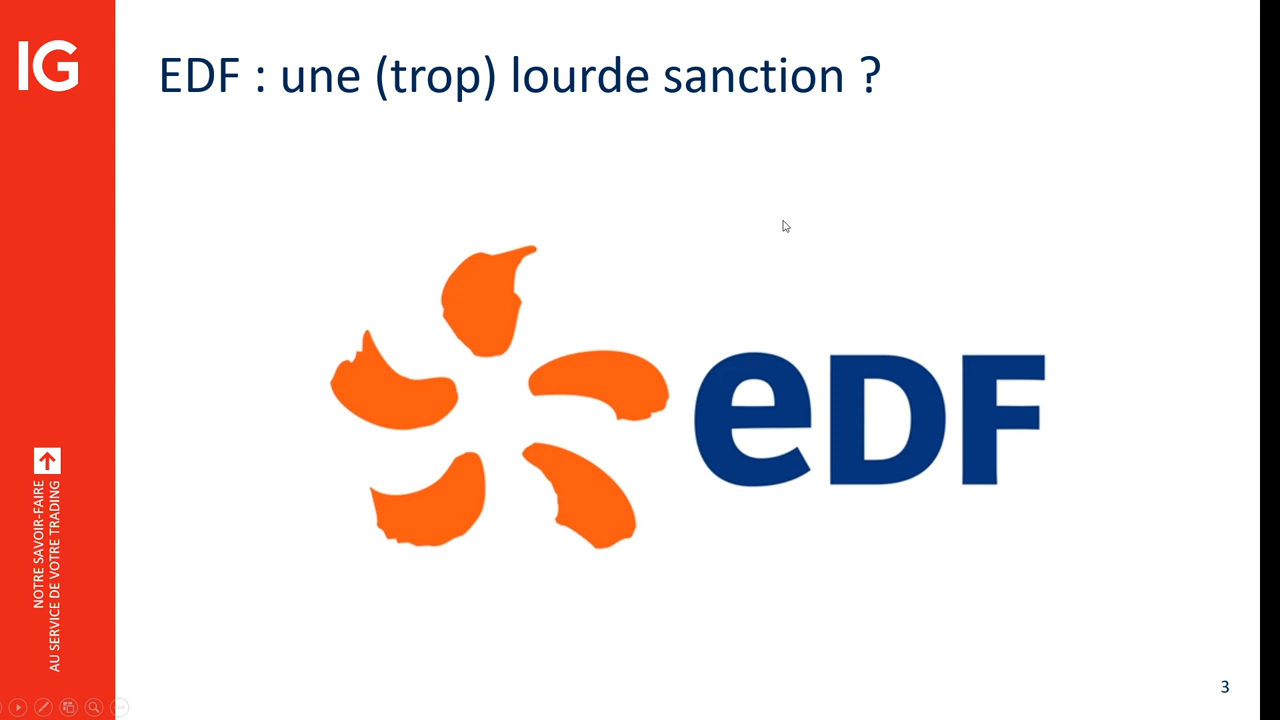 IG
EDF : une (trop) lourde sanction ?
eDF
NOTRE SAVOIR-FAIRE
AU SERVICE DE VOTRE TRADING
3